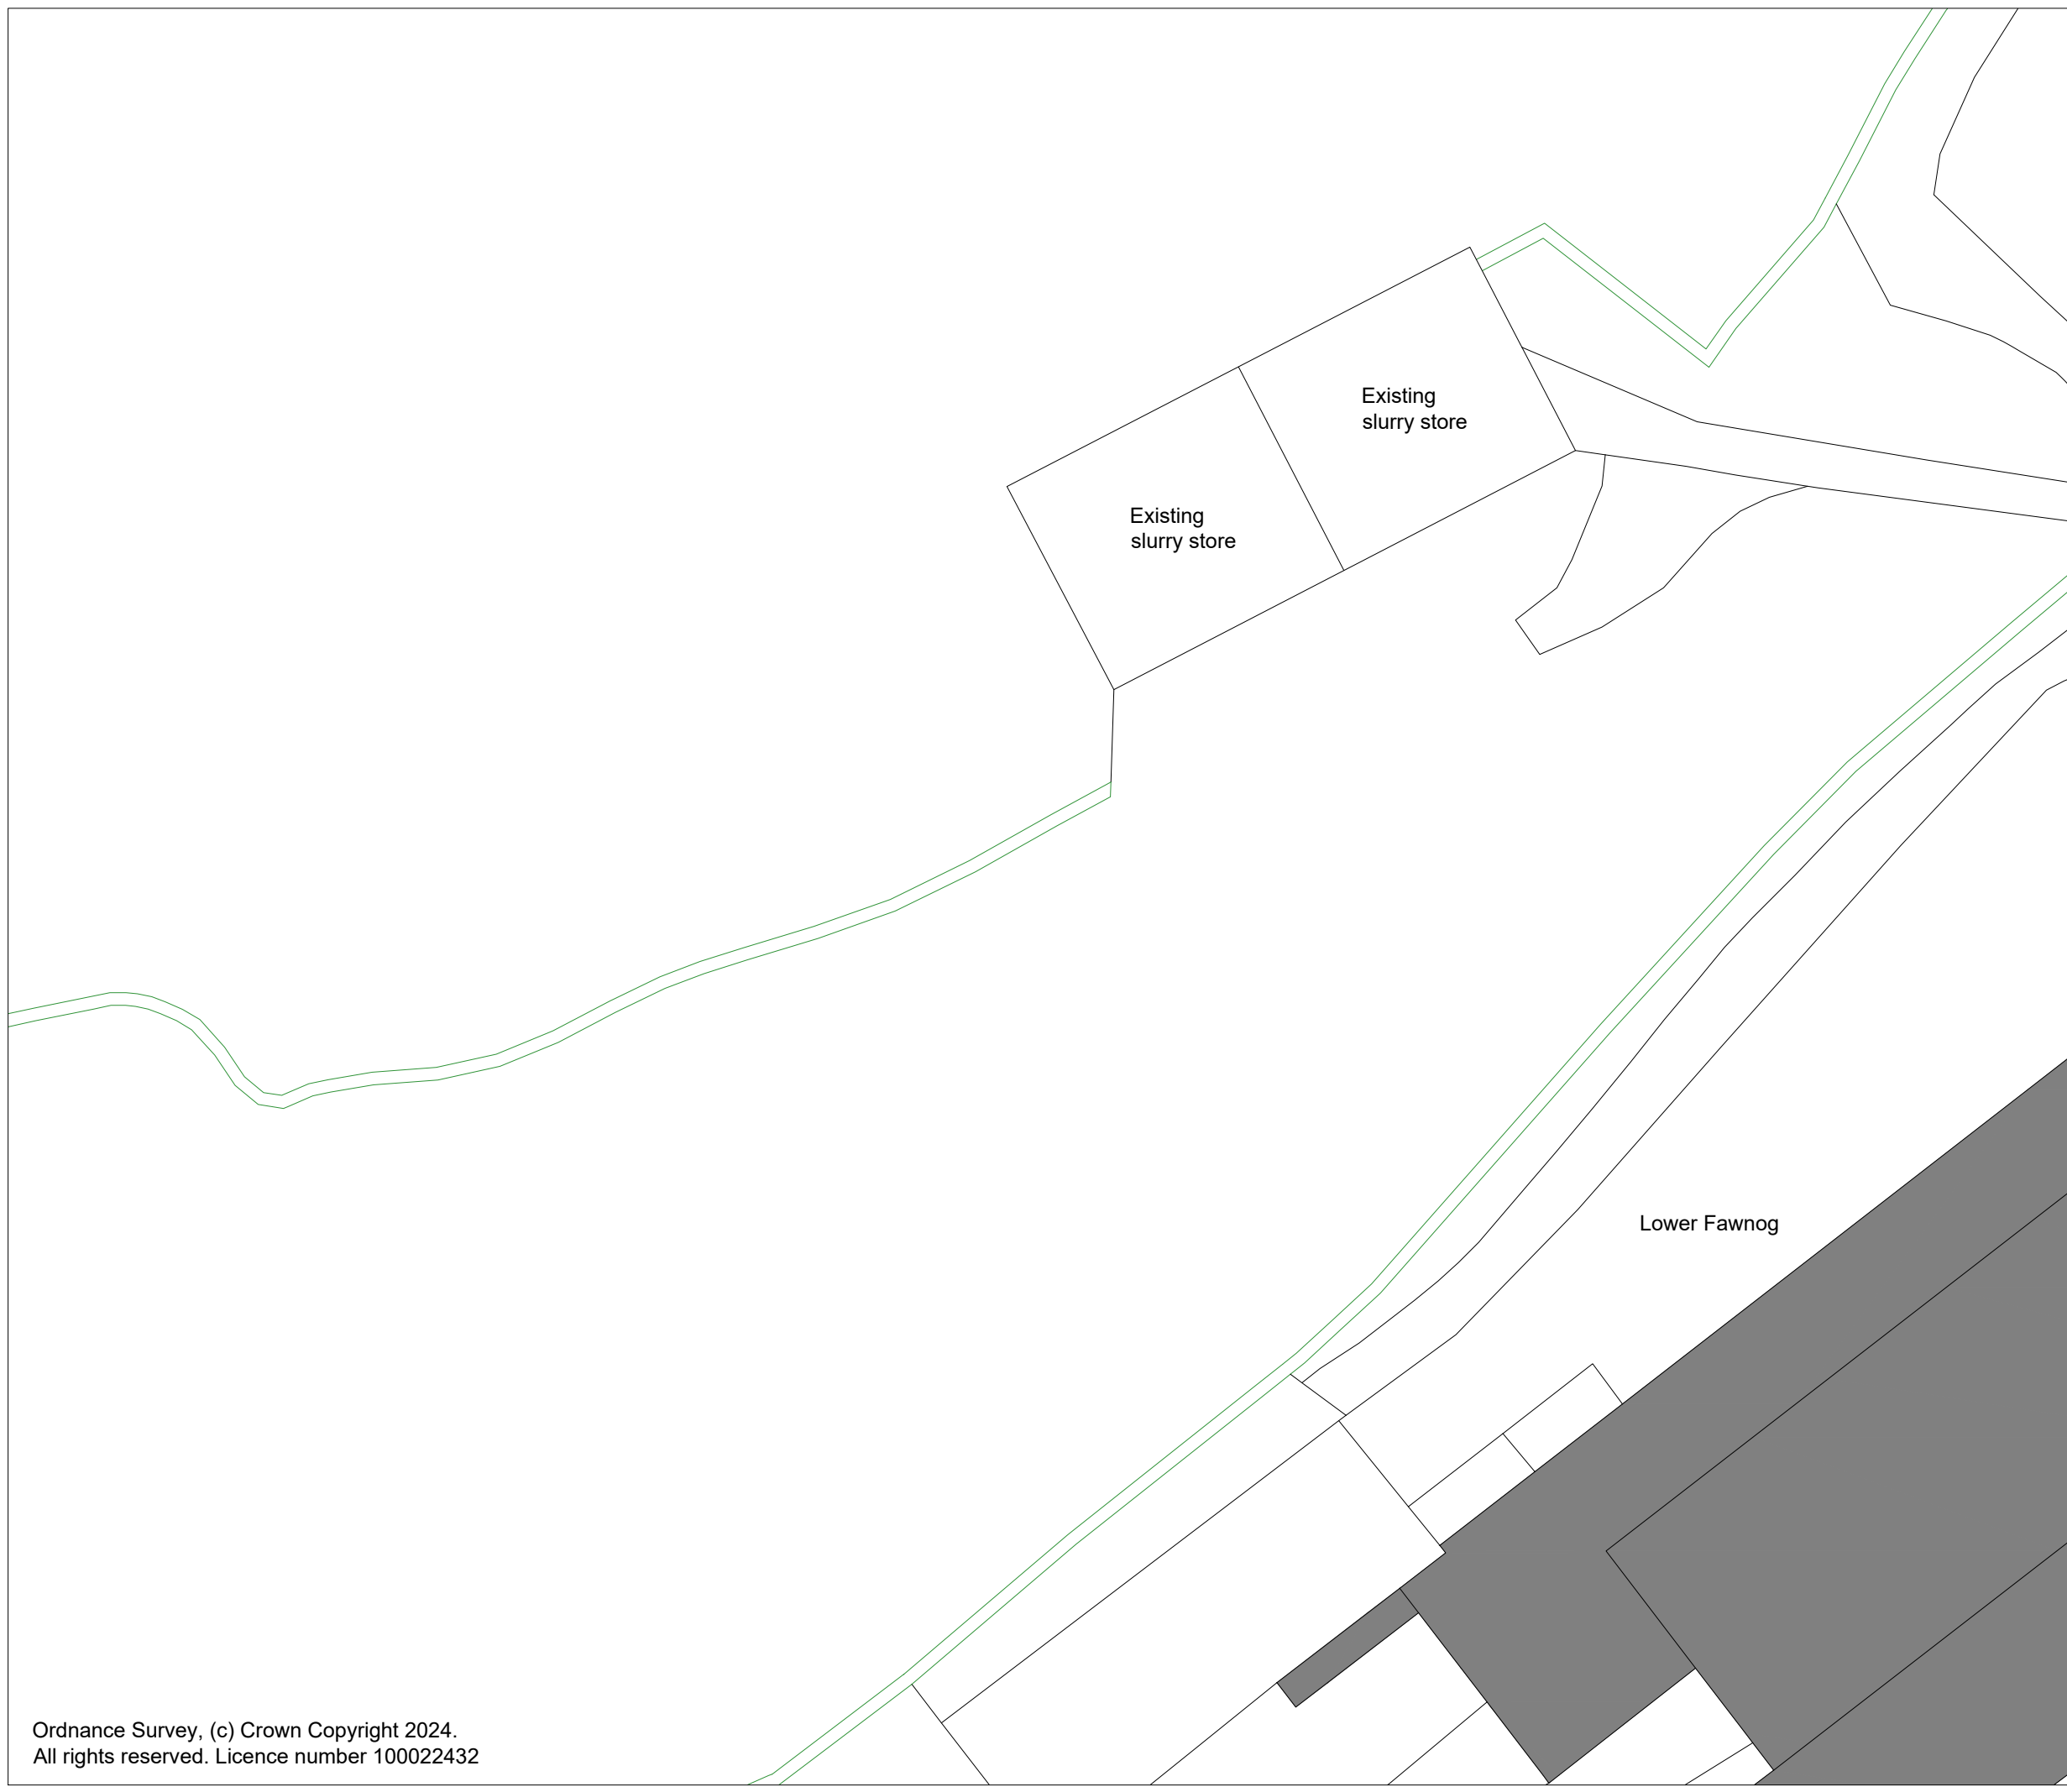 Existing
slurry store
Existing
slurry store
Lower Fawnog
Ordnance Survey, (c) Crown Copyright 2024.
All rights reserved. Licence number 100022432